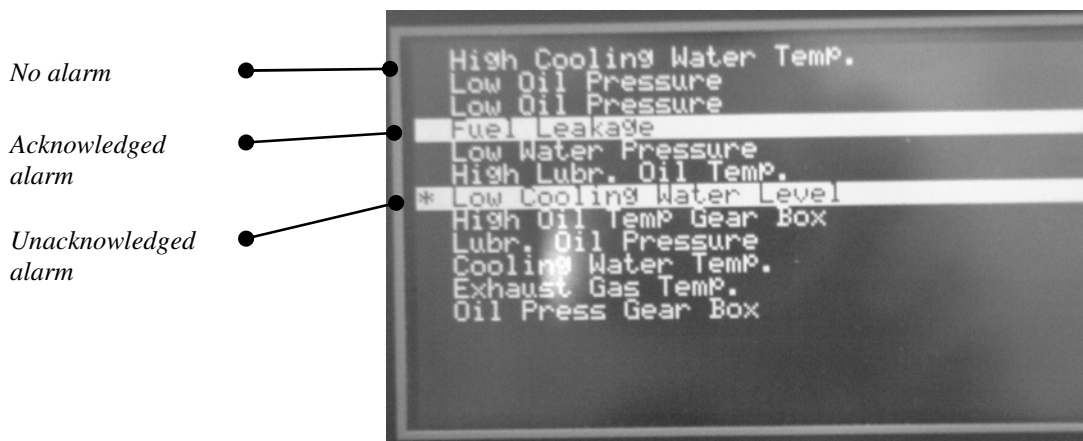 No alarm
Acknowledged
alarm
Unacknowledged
alarm
High Cooling Water Temp.
Low Oil Pressure
Low Oil Pressure
Fuel Leakage
Low Water Pressure
High Lubr. Oil Temp.
* Low Cooling Water Level
High Oil Temp Gear Box
Lubr. Oil Pressure
Cooling Water Temp.
Exhaust Gas Temp.
Oil Press Gear Box